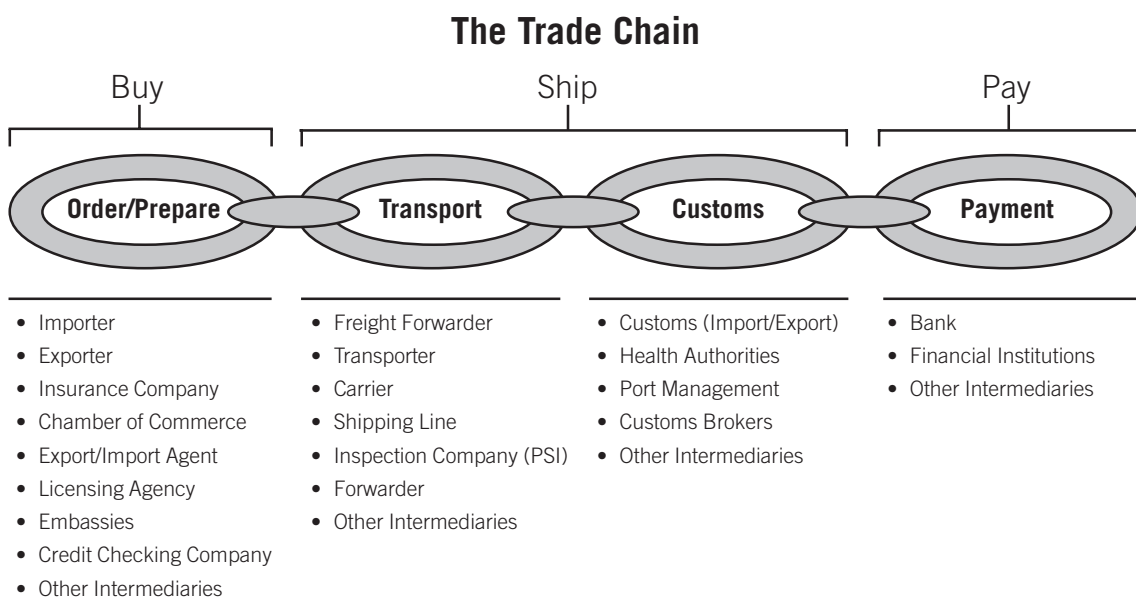 The Trade Chain
Buy
Ship
Pay
Order/Prepare
Transport
Customs
Payment
• Importer
• Exporter
• Insurance Company
• Chamber of Commerce
• Export/Import Agent
• Licensing Agency
• Embassies
• Credit Checking Company
• Other Intermediaries
• Freight Forwarder
• Transporter
• Carrier
• Shipping Line
• Inspection Company (PSI)
• Forwarder
• Other Intermediaries
• Customs (Import/Export)
• Health Authorities
• Port Management
• Customs Brokers
• Other Intermediaries
• Bank
• Financial Institutions
• Other Intermediaries